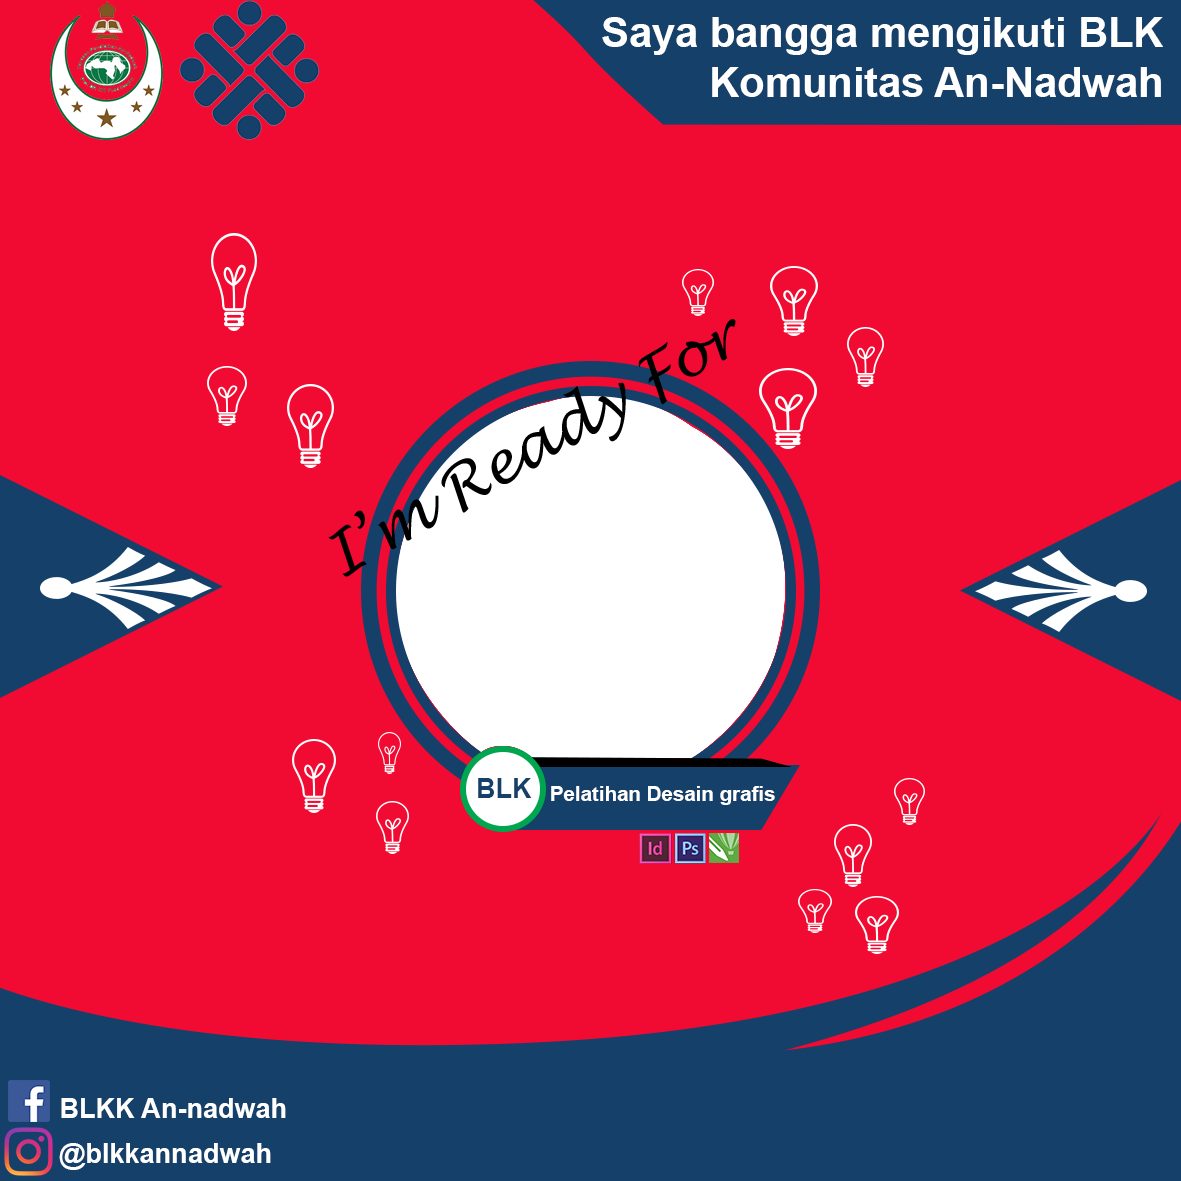 Saya bangga mengikuti BLK
Komunitas An-Nadwah
I'm Ready For
BLK
Pelatihan Desain grafis
Id
Ps
BLKK An-nadwah
@blkkannadwah